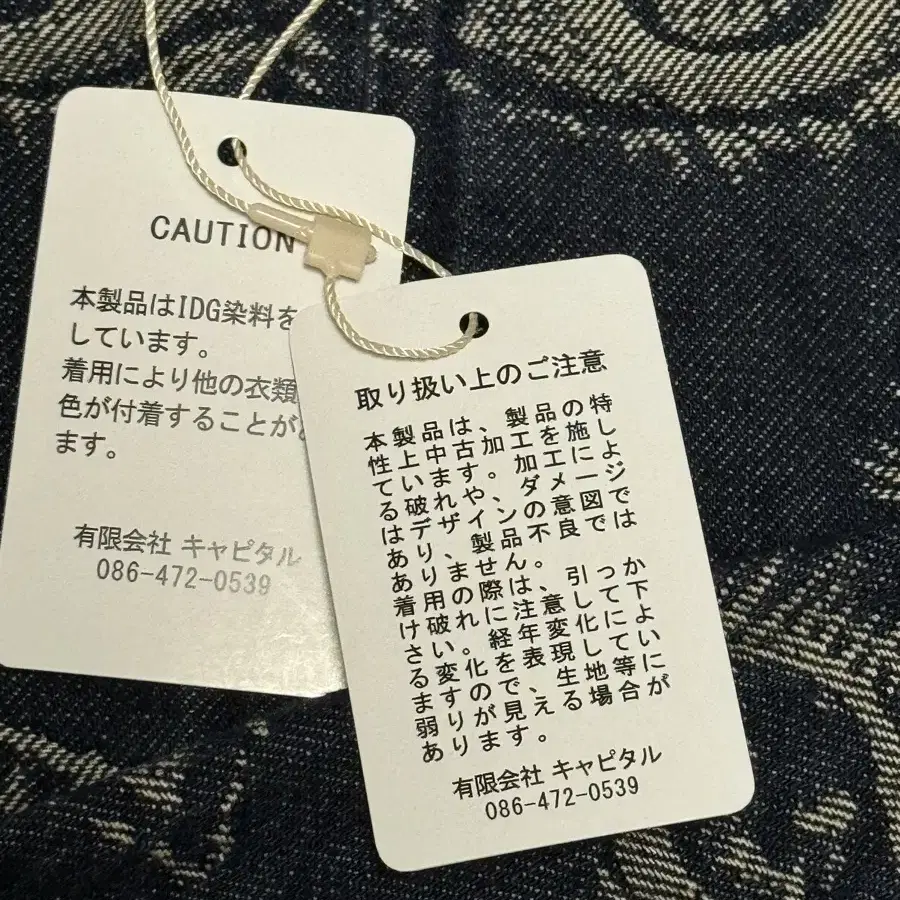 CAUTION
本製品はIDG染料を
しています。
着用により他の衣類
色が付着することが
ます。
有限会社 キャピタル
086-472-0539
取り扱い上のご注意
本製品は、製品の特
性上中古加工を施し
ています。加工によ
る破れや、ダメージ
はデザインの意図で
あり、製品不良では
ありません。
着用の際は、引っか
け破れに注意して下
さい。経年変化によ
る変化を表現してい
ますので、生地等に
弱りが見える場合が
あります。
有限会社 キャピタル
086-472-0539